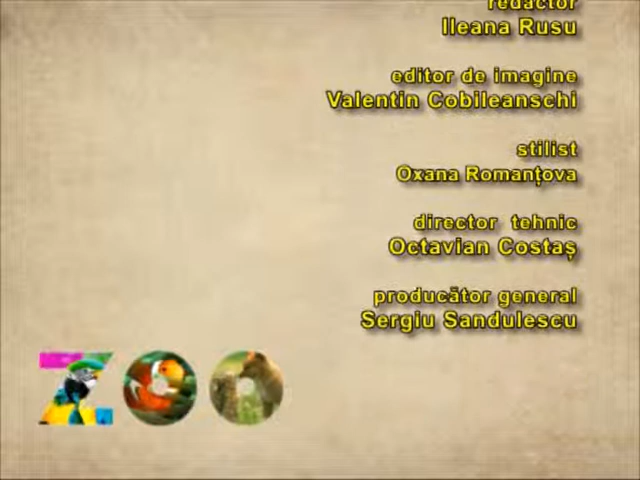 redactor
Ileana Rusu
editor de imagine
Valentin Cobileanschi
stilist
Oxana Romanțova
director tehnic
Octavian Costaș
producător general
Sergiu Sandulescu
ZOO